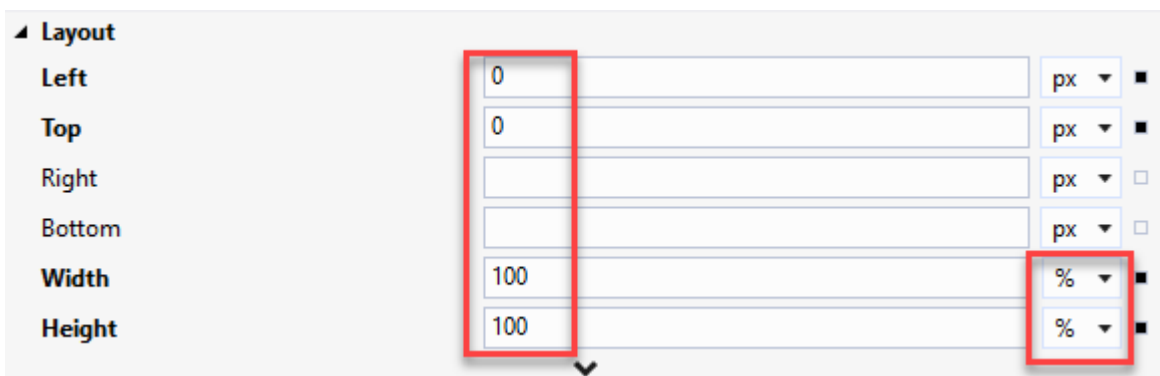 Layout
Left 0 px
Top 0 px
Right px
Bottom px
Width 100 %
Height 100 %